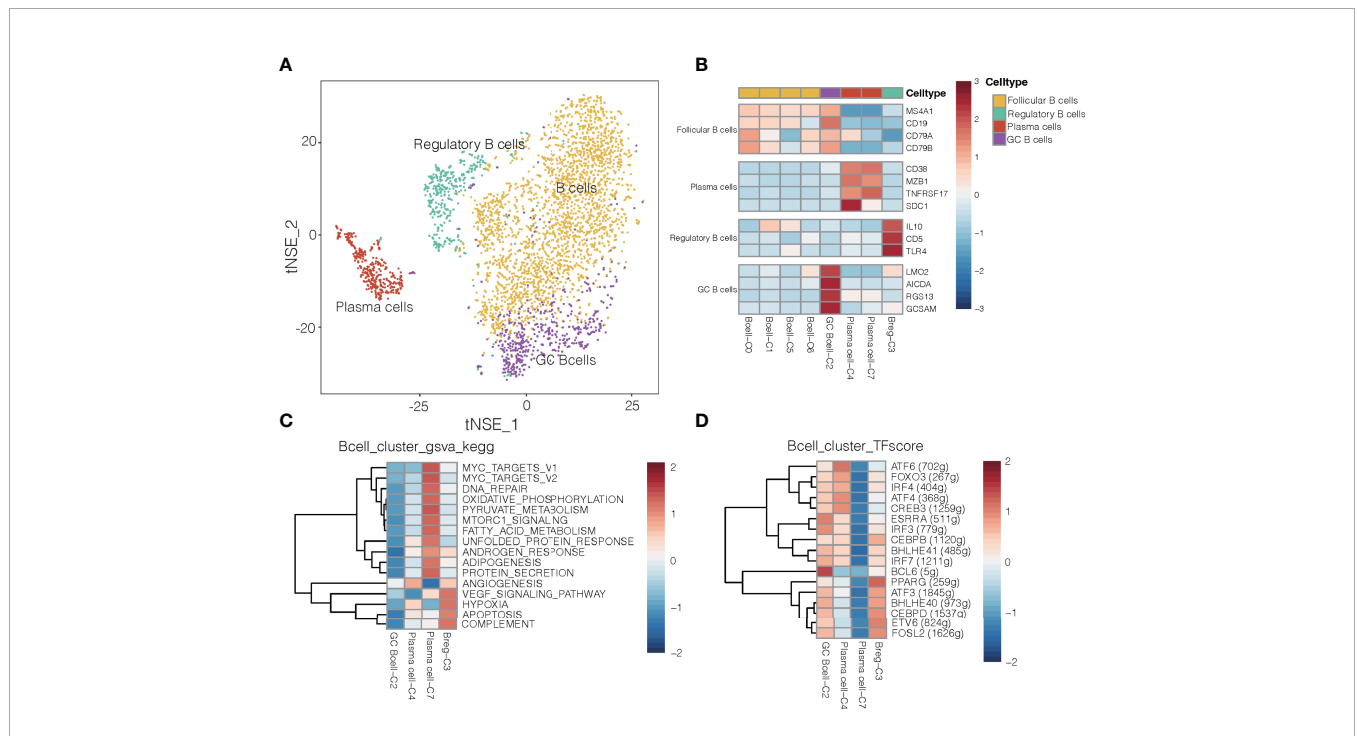 A
Regulatory B cells
B cells
Plasma cells
GC Bcells
20
0
-20
-25
0
25
tNSE_2
tNSE_1
B
Celltype
Follicular B cells
Plasma cells
Regulatory B cells
GC B cells
MS4A1
CD19
CD79A
CD79B
CD38
MZB1
TNFRSF17
SDC1
IL10
CD5
TLR4
LMO2
AICDA
RGS13
GCSAM
Bcell-C0
Bcell-C1
Bcell-C5
Bcell-C6
GC Bcell-C2
Plasma cell-C4
Plasma cell-C7
Breg-C3
3
2
1
0
-1
-2
-3
Celltype
Follicular B cells
Regulatory B cells
Plasma cells
GC B cells
C
Bcell_cluster_gsva_kegg
MYC_TARGETS_V1
MYC_TARGETS_V2
DNA_REPAIR
OXIDATIVE_PHOSPHORYLATION
PYRUVATE_METABOLISM
MTORC1_SIGNALNG
FATTY_ACID_METABOLISM
UNFOLDED_PROTEIN_RESPONSE
ANDROGEN_RESPONSE
ADIPOGENESIS
PROTEIN_SECRETION
ANGIOGENESIS
VEGF_SIGNALING_PATHWAY
HYPOXIA
APOPTOSIS
COMPLEMENT
GC Bcell-C2
Plasma cell-C4
Plasma cell-C7
Breg-C3
2
1
0
-1
-2
D
Bcell_cluster_TFscore
ATF6 (702g)
FOXO3 (267g)
IRF4 (404g)
ATF4 (368g)
CREB3 (1259g)
ESRRA (511g)
IRF3 (779g)
CEBPB (1120g)
BHLHE41 (485g)
IRF7 (1211g)
BCL6 (5g)
PPARG (259g)
ATF3 (1845g)
BHLHE40 (973g)
CEBPD (1537g)
ETV6 (824g)
FOSL2 (1626g)
GC Bcell-C2
Plasma cell-C4
Plasma cell-C7
Breg-C3
2
1
0
-1
-2